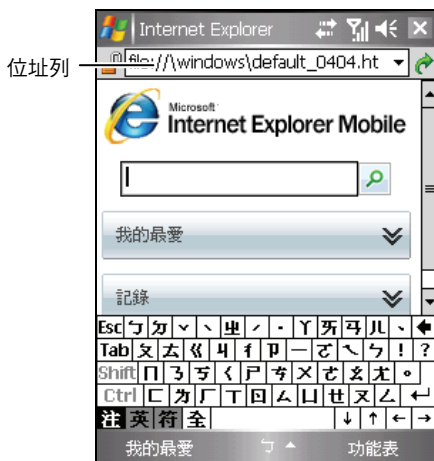 Internet Explorer
位址列
file://\windows\default_0404.ht
Microsoft
Internet Explorer Mobile
我的最愛
記錄
Esc ㄅ ㄉ ˇ ˋ ㄓ ˊ ˙ ㄚ ㄞ ㄢ ㄦ 、
Tab ㄆ ㄊ ㄍ ㄐ ㄔ ㄗ ㄧ ㄛ ㄟ ㄣ ! ?
Shift ㄇ ㄋ ㄎ ㄑ ㄕ ㄘ ㄨ ㄜ ㄠ ㄤ 。
Ctrl ㄈ ㄌ ㄏ ㄒ ㄖ ㄙ ㄩ ㄝ ㄡ ㄥ ↵
注 英 符 全 ↓ ↑ ← →
我的最愛 ㄅ 功能表